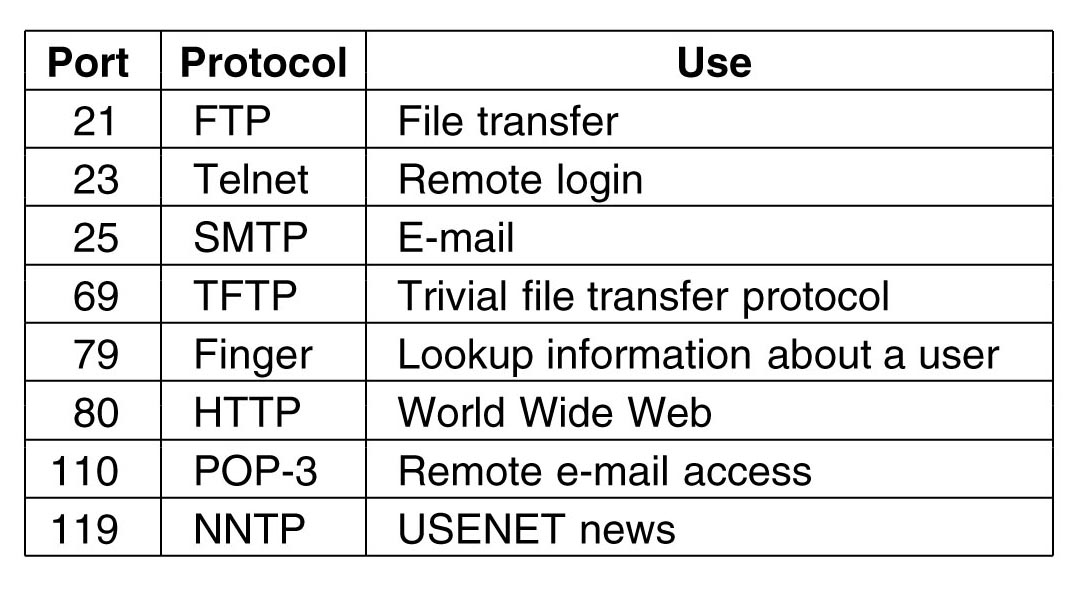 Port Protocol Use
21 FTP File transfer
23 Telnet Remote login
25 SMTP E-mail
69 TFTP Trivial file transfer protocol
79 Finger Lookup information about a user
80 HTTP World Wide Web
110 POP-3 Remote e-mail access
119 NNTP USENET news